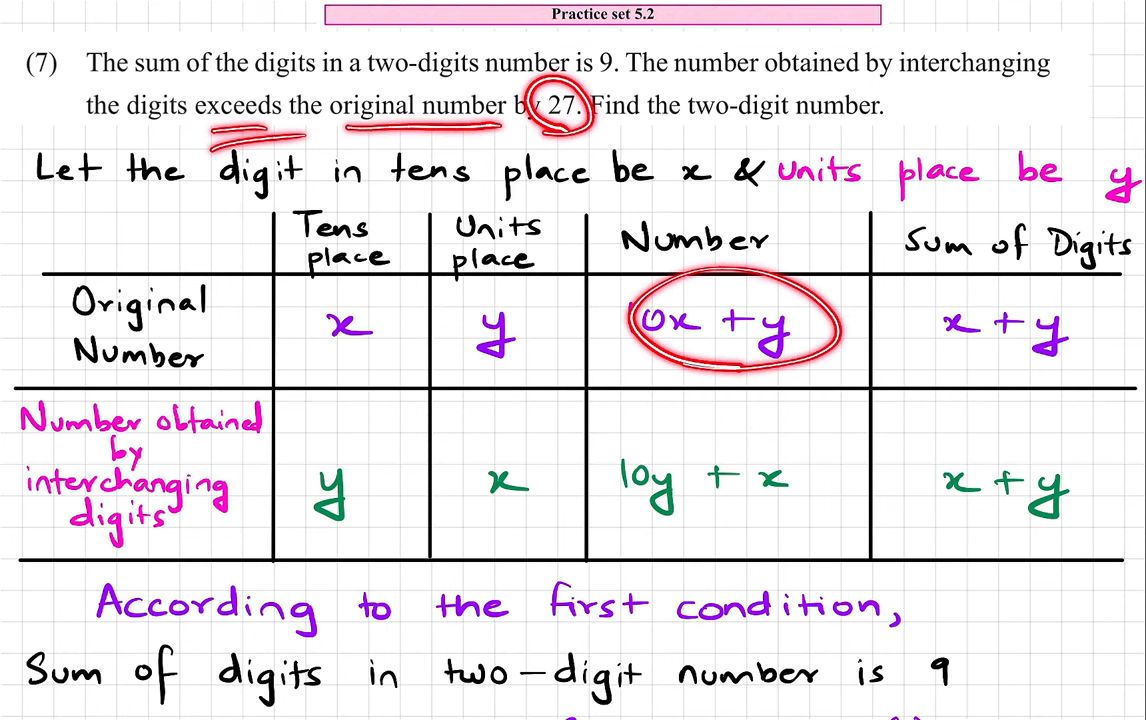 Practice set 5.2
(7) The sum of the digits in a two-digits number is 9. The number obtained by interchanging
the digits exceeds the original number by 27. Find the two-digit number.
Let the digit in tens place be x & units place be y
Tens place Units place Number Sum of Digits
Original Number x y 10x + y x + y
Number obtained by interchanging digits y x 10y + x x + y
According to the first condition,
Sum of digits in two-digit number is 9